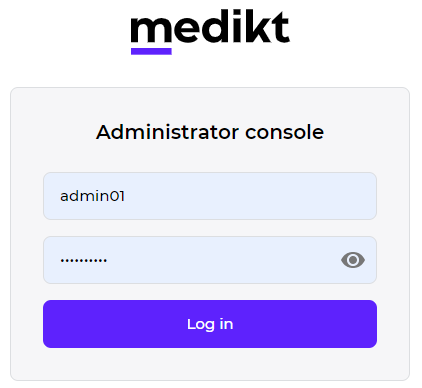 medikt
Administrator console
admin01
••••••••••
Log in